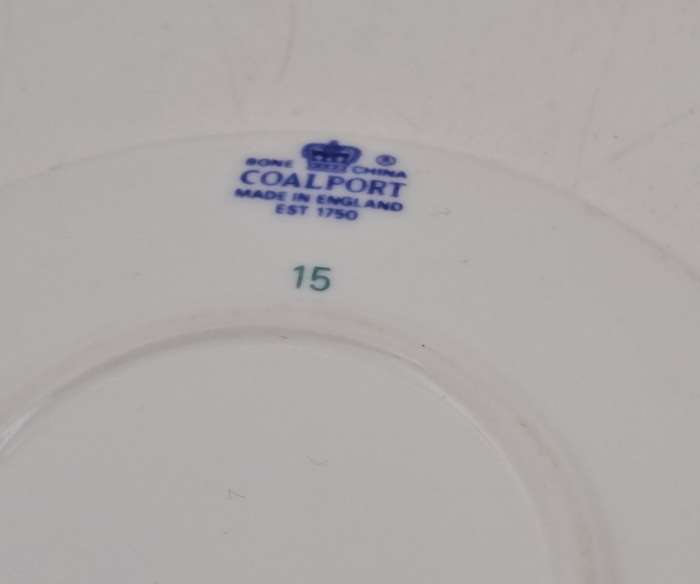 BONE CHINA ®
COALPORT
MADE IN ENGLAND
EST 1750
15